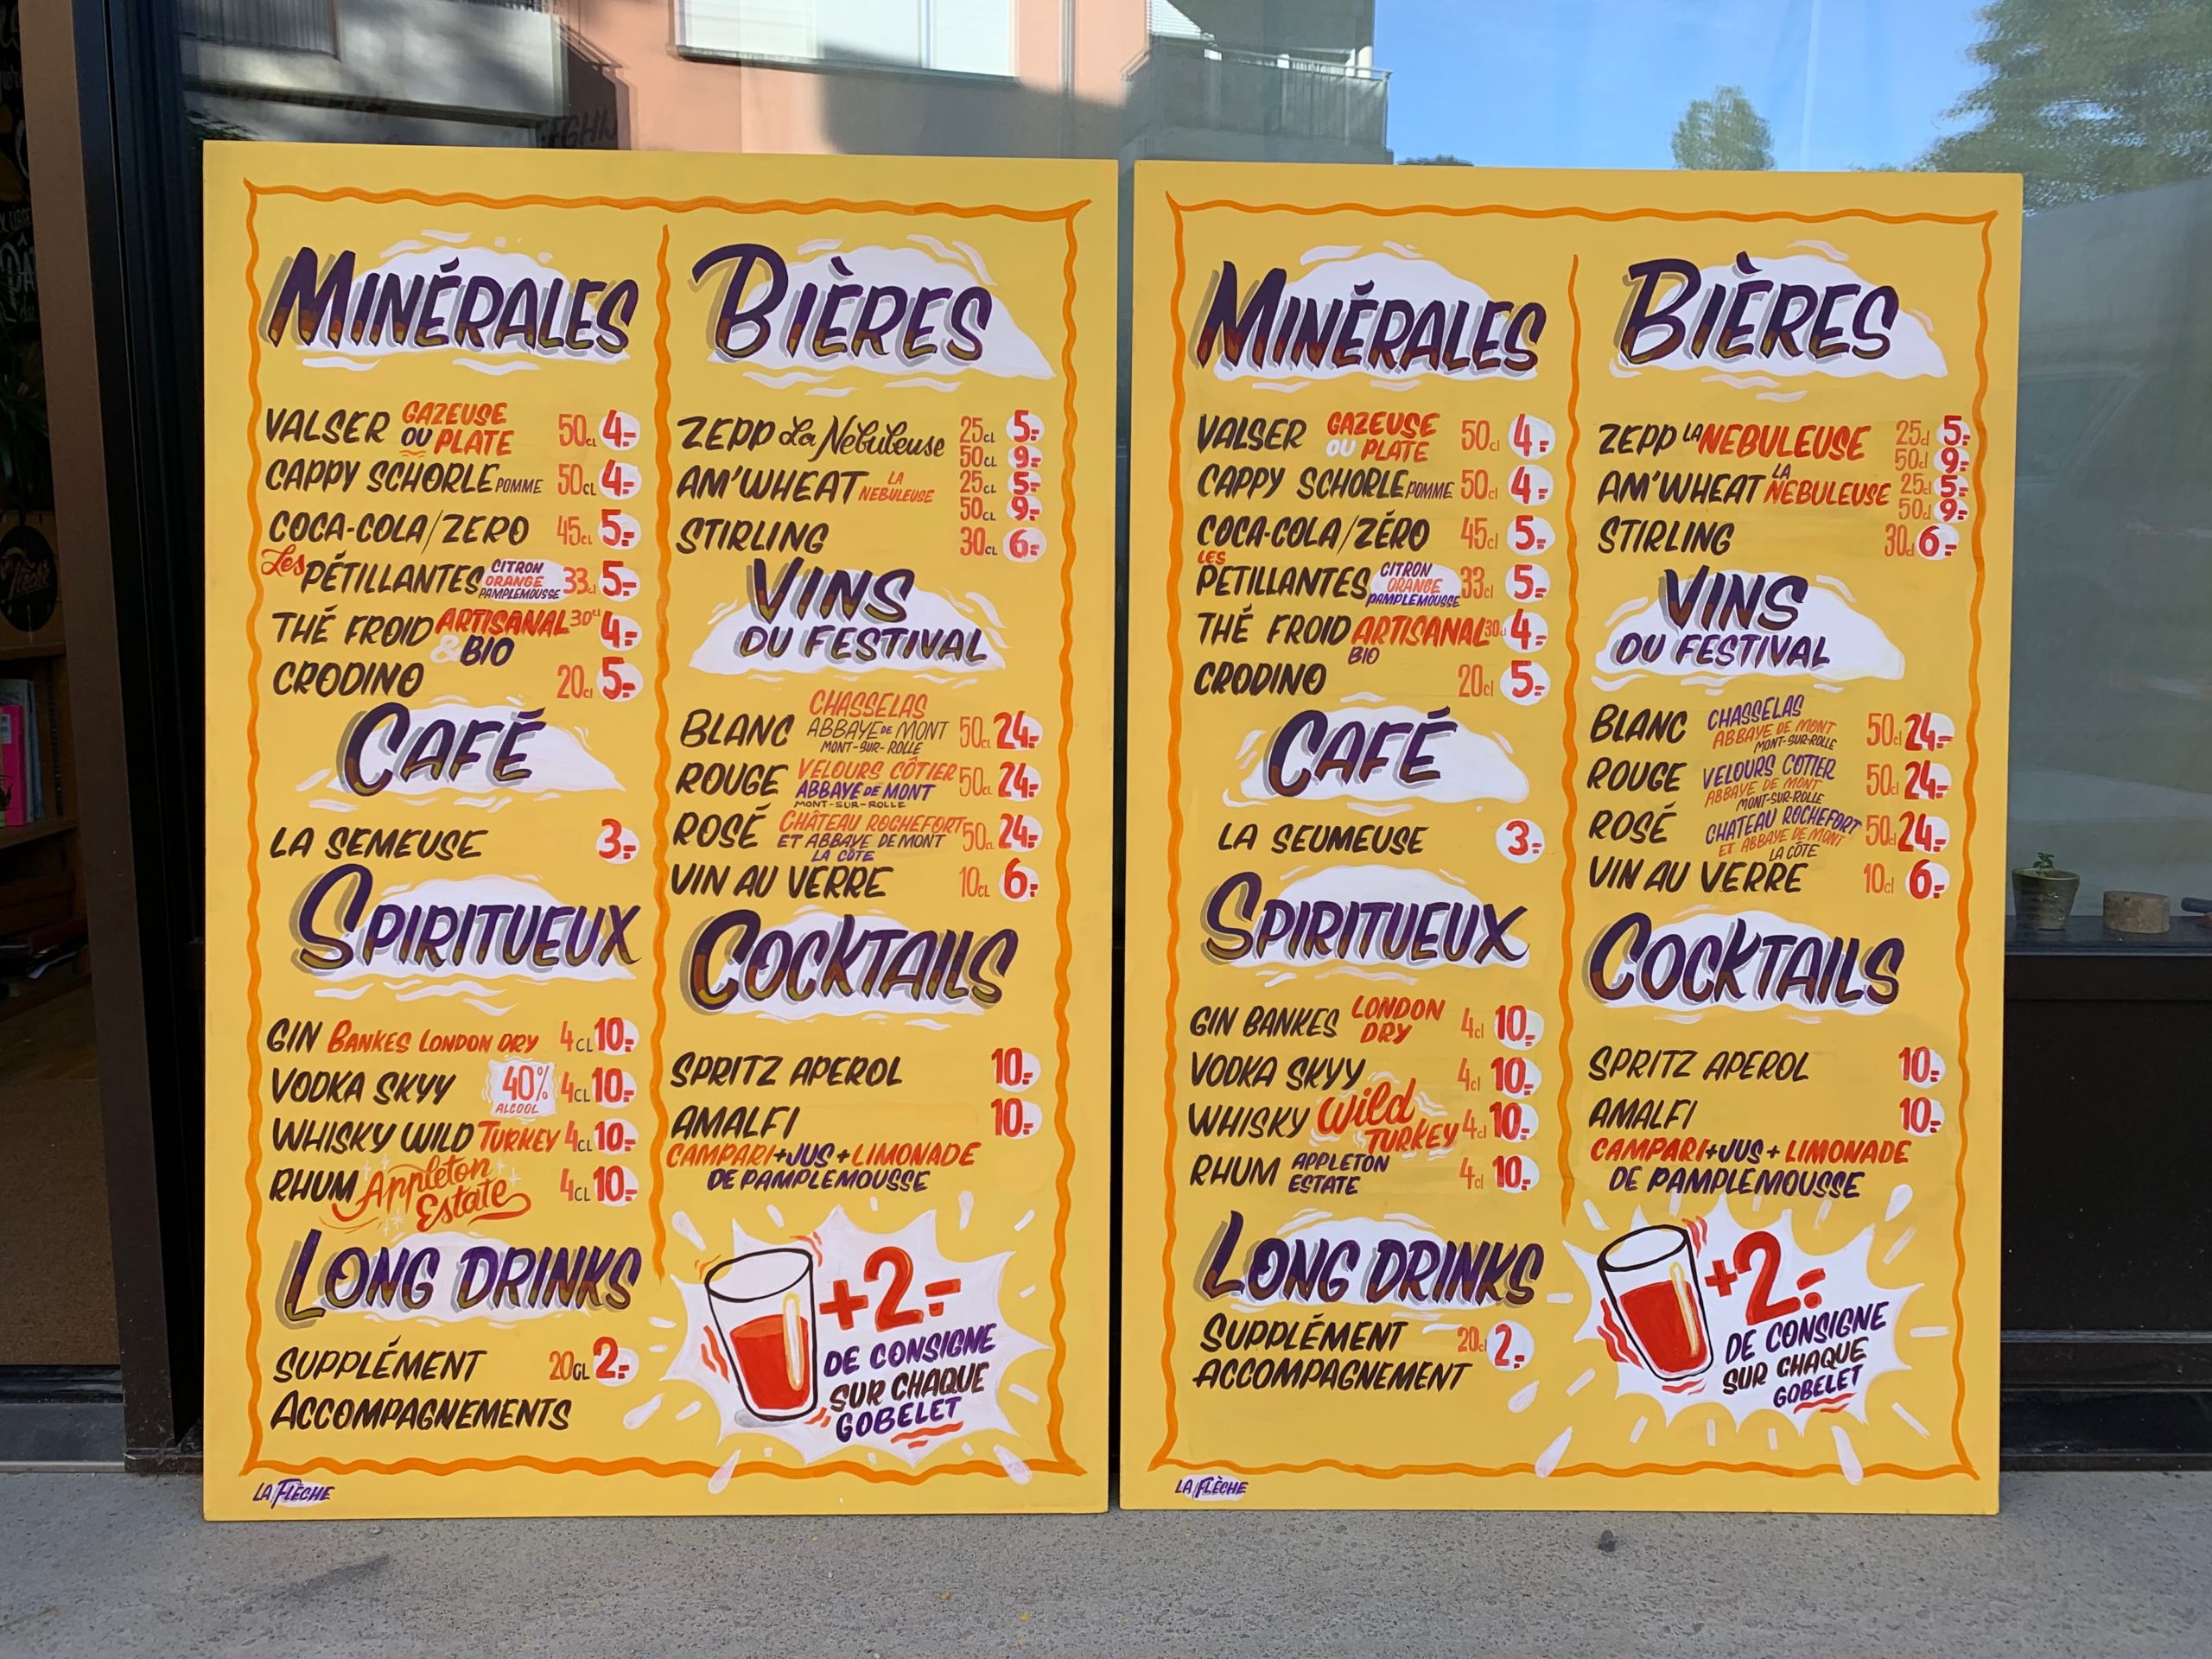 MINÉRALES
VALSER GAZEUSE OU PLATE 50CL 4.-
CAPPY SCHORLE POMME 50CL 4.-
COCA-COLA/ZERO 45CL 5.-
Les PÉTILLANTES CITRON ORANGE PAMPLEMOUSSE 33cl 5.-
THÉ FROID ARTISANAL & BIO 30cl 4.-
CRODINO 20cl 5.-
CAFÉ
LA SEMEUSE 3.-
SPIRITUEUX
GIN BANKES LONDON DRY 4CL 10.-
VODKA SKYY 40% ALCOOL 4CL 10.-
WHISKY WILD TURKEY 4CL 10.-
RHUM Appleton Estate 4CL 10.-
LONG DRINKS
SUPPLÉMENT 20CL 2.-
ACCOMPAGNEMENTS
BIÈRES
ZEPP La Nébuleuse 25CL 5.-
50CL 9.-
AM'WHEAT LA NEBULEUSE 25CL 5.-
50CL 9.-
STIRLING 30CL 6.-
VINS
DU FESTIVAL
BLANC CHASSELAS ABBAYE DE MONT MONT-SUR-ROLLE 50CL 24.-
ROUGE VELOURS CÔTIER ABBAYE DE MONT MONT-SUR-ROLLE 50CL 24.-
ROSÉ CHÂTEAU ROCHEFORT ET ABBAYE DE MONT LA CÔTE 50CL 24.-
VIN AU VERRE 10CL 6.-
COCKTAILS
SPRITZ APEROL 10.-
AMALFI 10.-
CAMPARI+JUS+LIMONADE
DE PAMPLEMOUSSE
+2.-
DE CONSIGNE
SUR CHAQUE
GOBELET
LA FLÈCHE
MINÉRALES
VALSER GAZEUSE OU PLATE 50cl 4.-
CAPPY SCHORLE POMME 50cl 4.-
COCA-COLA/ZÉRO 45cl 5.-
LES PETILLANTES CITRON ORANGE PAMPLEMOUSSE 33cl 5.-
THÉ FROID ARTISANAL BIO 30cl 4.-
CRODINO 20cl 5.-
CAFÉ
LA SEUMEUSE 3.-
SPIRITUEUX
GIN BANKES LONDON DRY 4cl 10.-
VODKA SKYY 4cl 10.-
WHISKY Wild TURKEY 4cl 10.-
RHUM APPLETON ESTATE 4cl 10.-
LONG DRINKS
SUPPLÉMENT 20cl 2.-
ACCOMPAGNEMENT
BIÈRES
ZEPP LA NEBULEUSE 25cl 5.-
50cl 9.-
AM'WHEAT LA NÉBULEUSE 25cl 5.-
50cl 9.-
STIRLING 30cl 6.-
VINS
DU FESTIVAL
BLANC CHASSELAS ABBAYE DE MONT MONT-SUR-ROLLE 50cl 24.-
ROUGE VELOURS COTIER ABBAYE DE MONT MONT-SUR-ROLLE 50cl 24.-
ROSÉ CHATEAU ROCHEFORT ET ABBAYE DE MONT LA CÔTE 50cl 24.-
VIN AU VERRE 10cl 6.-
COCKTAILS
SPRITZ APEROL 10.-
AMALFI 10.-
CAMPARI+JUS+LIMONADE
DE PAMPLEMOUSSE
+2.-
DE CONSIGNE
SUR CHAQUE
GOBELET
LA FLÈCHE